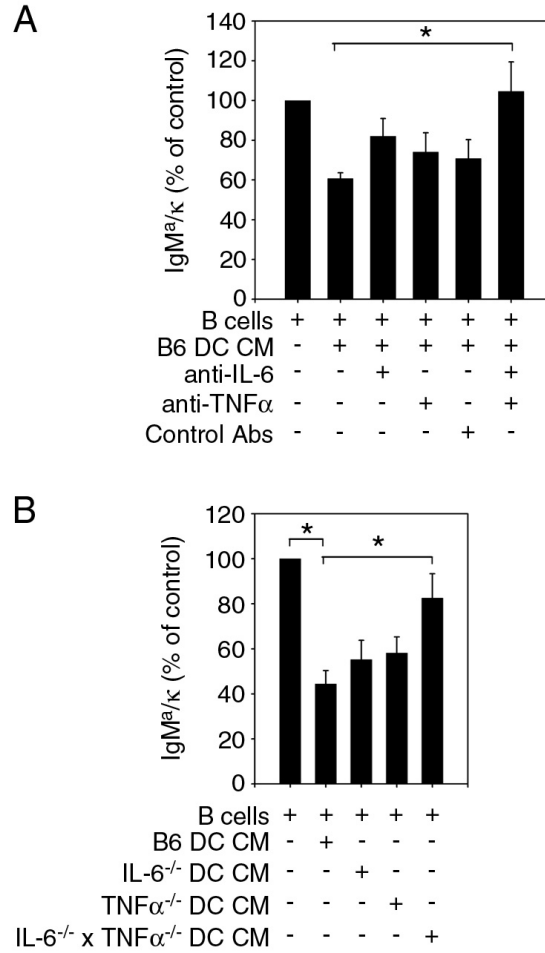 A
*
140
120
100
80
60
40
20
0
IgMᵃ/κ (% of control)
B cells + + + + + +
B6 DC CM - + + + + +
anti-IL-6 - - + - - +
anti-TNFα - - - + - +
Control Abs - - - - + -
B
* *
120
100
80
60
40
20
0
IgMᵃ/κ (% of control)
B cells + + + + +
B6 DC CM - + - - -
IL-6⁻/⁻ DC CM - - + - -
TNFα⁻/⁻ DC CM - - - + -
IL-6⁻/⁻ x TNFα⁻/⁻ DC CM - - - - +